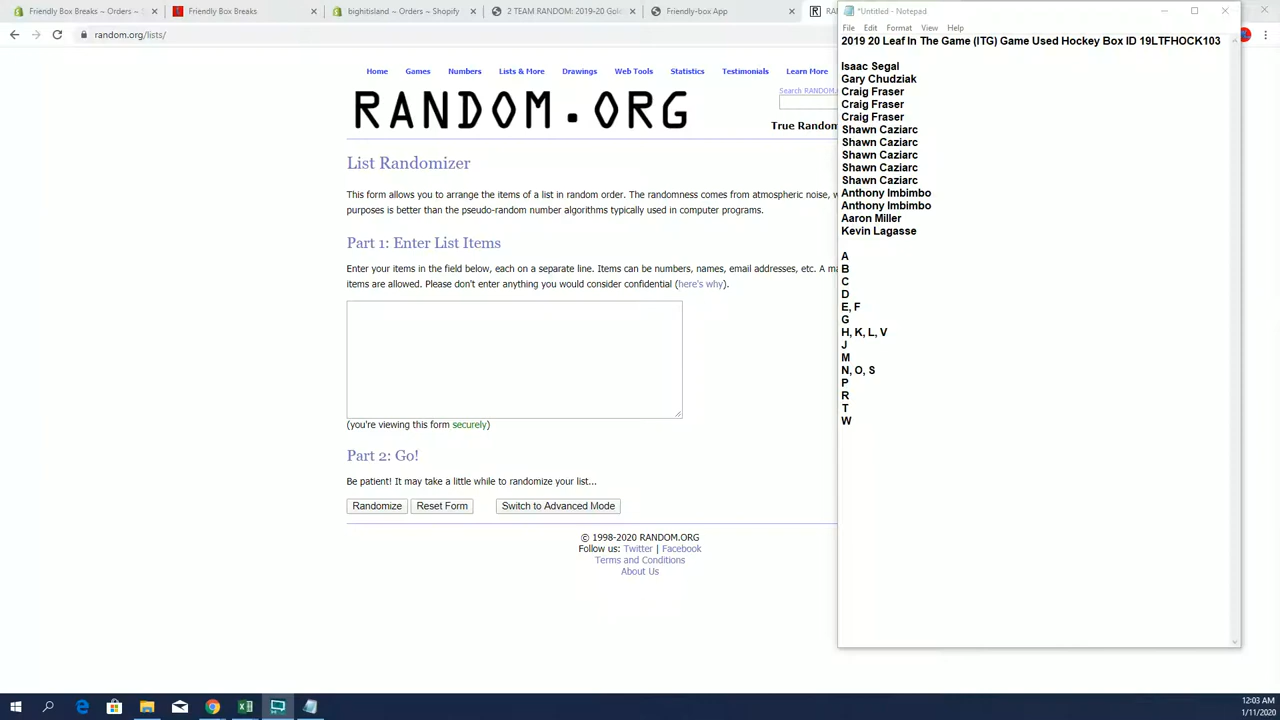 Friendly Box Breaks ~ Orders ~ S
Friendly Box Breaks
bighitisland ~ Orders ~ Shopify
2 TEAM RANDOM: 2019-20 Gold
Friendly-box App
random.org/lists/
Home Games Numbers Lists & More Drawings Web Tools Statistics Testimonials Learn More
RANDOM.ORG
Search RANDOM.
True Random
List Randomizer
This form allows you to arrange the items of a list in random order. The randomness comes from atmospheric noise, w
purposes is better than the pseudo-random number algorithms typically used in computer programs.
Part 1: Enter List Items
Enter your items in the field below, each on a separate line. Items can be numbers, names, email addresses, etc. A
items are allowed. Please don't enter anything you would consider confidential (here's why).
(you're viewing this form securely)
Part 2: Go!
Be patient! It may take a little while to randomize your list...
Randomize Reset Form Switch to Advanced Mode
© 1998-2020 RANDOM.ORG
Follow us: Twitter | Facebook
Terms and Conditions
About Us
*Untitled - Notepad
File Edit Format View Help
2019 20 Leaf In The Game (ITG) Game Used Hockey Box ID 19LTFHOCK103
Isaac Segal
Gary Chudziak
Craig Fraser
Craig Fraser
Craig Fraser
Shawn Caziarc
Shawn Caziarc
Shawn Caziarc
Shawn Caziarc
Shawn Caziarc
Anthony Imbimbo
Anthony Imbimbo
Aaron Miller
Kevin Lagasse
A
B
C
D
E, F
G
H, K, L, V
J
M
N, O, S
P
R
T
W
12:03 AM
1/11/2020